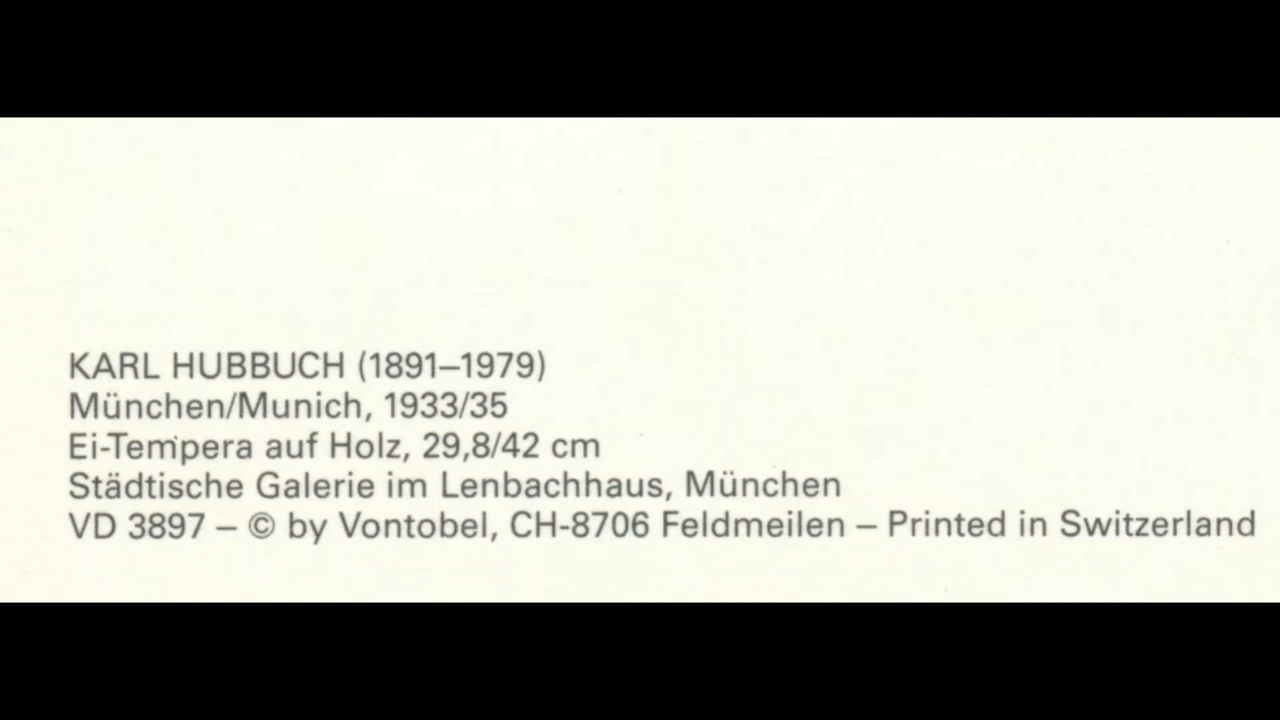 KARL HUBBUCH (1891–1979)
München/Munich, 1933/35
Ei-Tempera auf Holz, 29,8/42 cm
Städtische Galerie im Lenbachhaus, München
VD 3897 – © by Vontobel, CH-8706 Feldmeilen – Printed in Switzerland